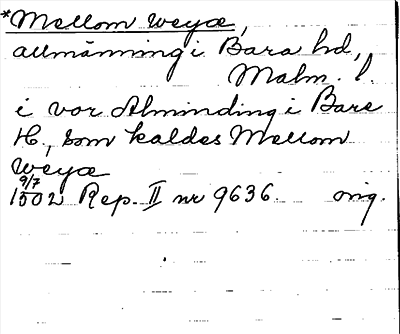 *Mellom weyæ,
allmänning i Bara hd,
Malm. l.
i vor Alminding i Bare
H., som kaldes Mellom
weyæ
9/7
1502 Rep. II nr 9636. orig.